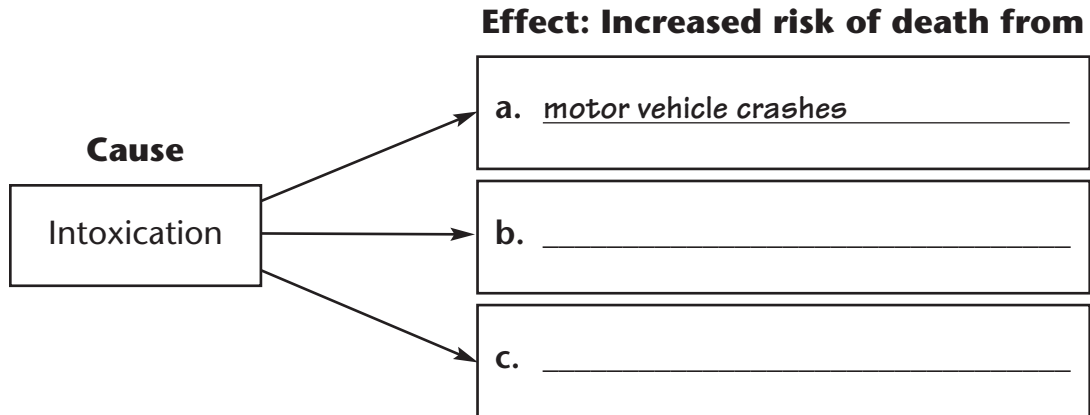 Effect: Increased risk of death from
a. motor vehicle crashes
Cause
Intoxication
b.
c.